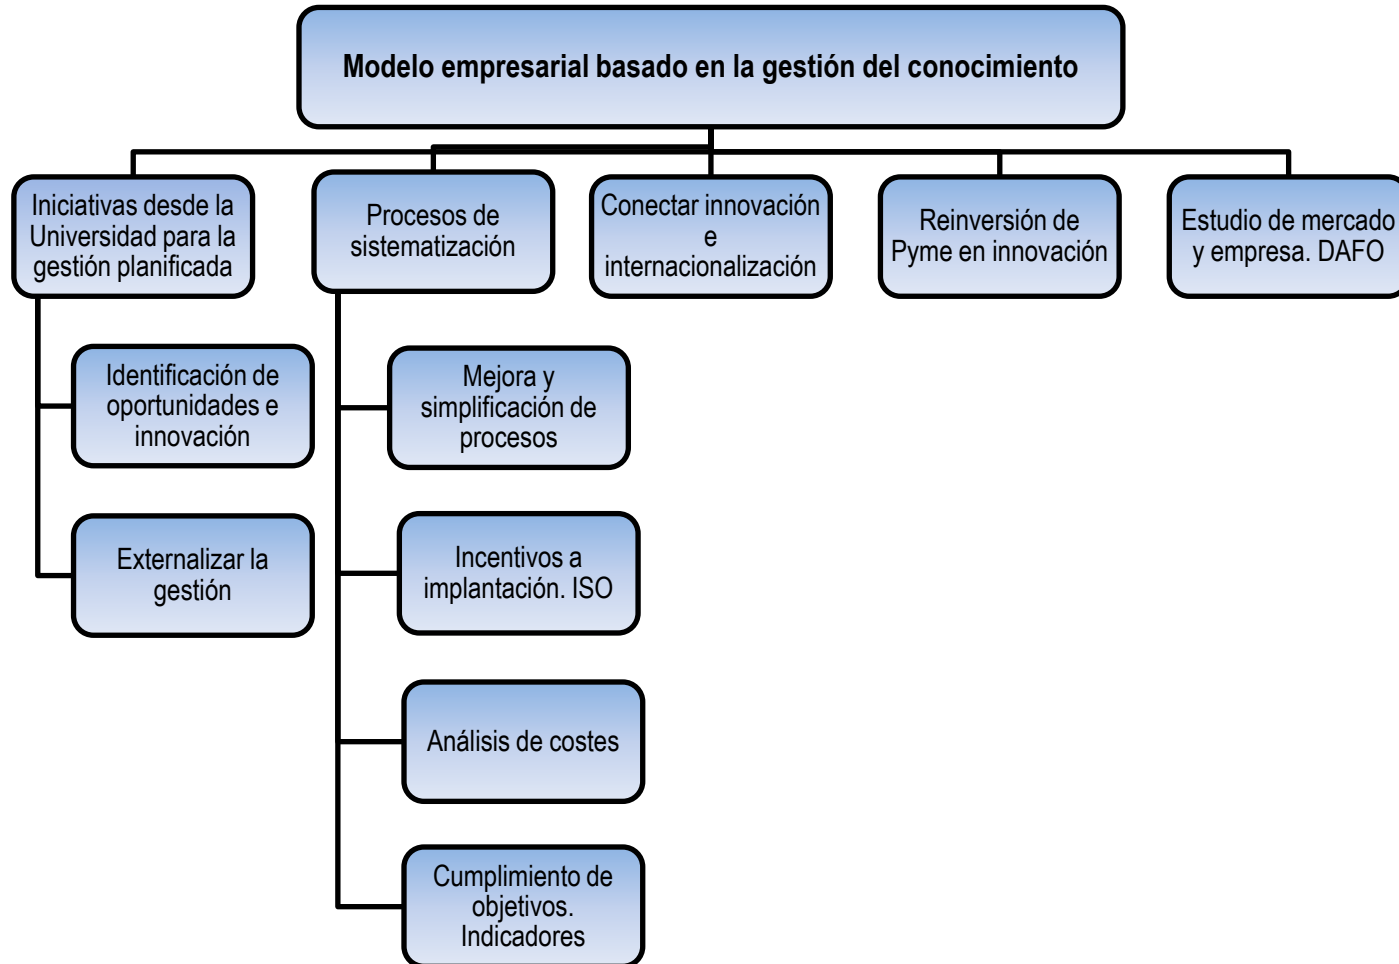 Modelo empresarial basado en la gestión del conocimiento
Iniciativas desde la
Universidad para la
gestión planificada
Procesos de
sistematización
Conectar innovación
e
internacionalización
Reinversión de
Pyme en innovación
Estudio de mercado
y empresa. DAFO
Identificación de
oportunidades e
innovación
Externalizar la
gestión
Mejora y
simplificación de
procesos
Incentivos a
implantación. ISO
Análisis de costes
Cumplimiento de
objetivos.
Indicadores